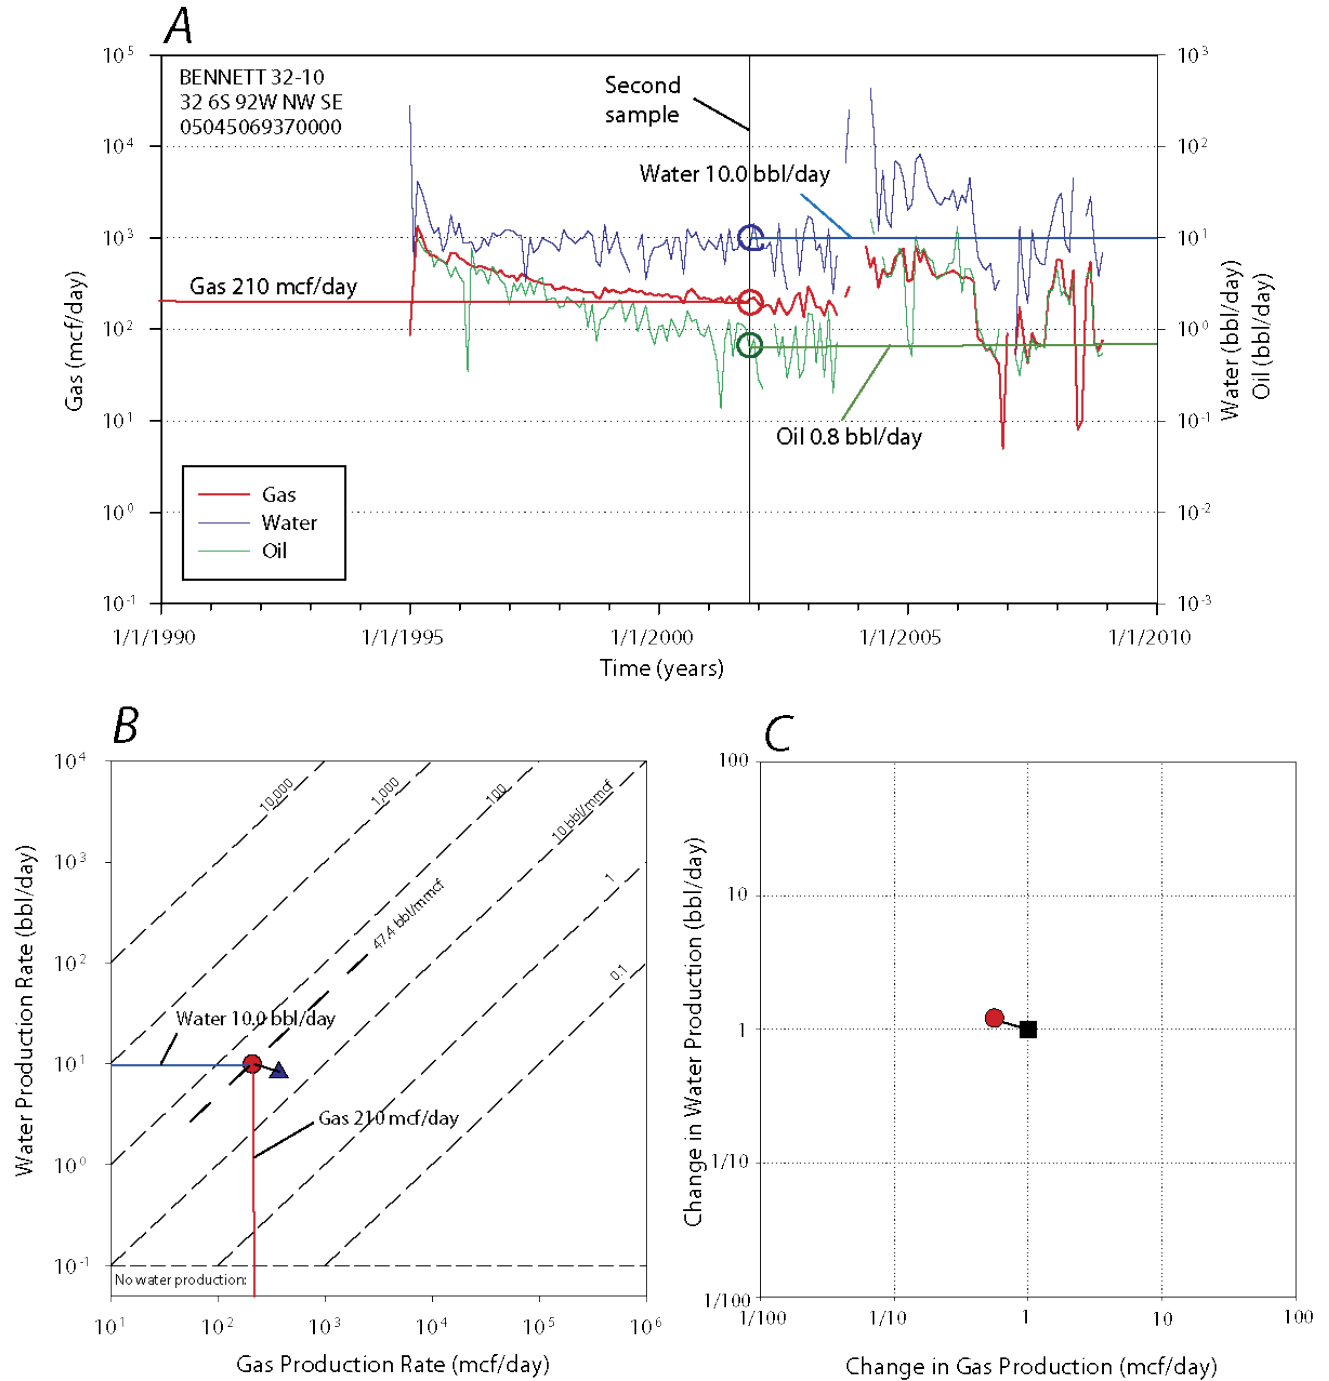 A
BENNETT 32-10
32 6S 92W NW SE
05045069370000
Second
sample
Water 10.0 bbl/day
Gas 210 mcf/day
Oil 0.8 bbl/day
Gas
Water
Oil
10⁵
10⁴
10³
10²
10¹
10⁰
10⁻¹
Gas (mcf/day)
10³
10²
10¹
10⁰
10⁻¹
10⁻²
10⁻³
Water (bbl/day)
Oil (bbl/day)
1/1/1990
1/1/1995
1/1/2000
1/1/2005
1/1/2010
Time (years)
B
10⁴
10³
10²
10¹
10⁰
10⁻¹
Water Production Rate (bbl/day)
10,000
1,000
100
10 bbl/mmcf
1
0.1
47.4 bbl/mmcf
Water 10.0 bbl/day
Gas 210 mcf/day
No water production:
10¹
10²
10³
10⁴
10⁵
10⁶
Gas Production Rate (mcf/day)
C
100
10
1
1/10
1/100
Change in Water Production (bbl/day)
1/100
1/10
1
10
100
Change in Gas Production (mcf/day)